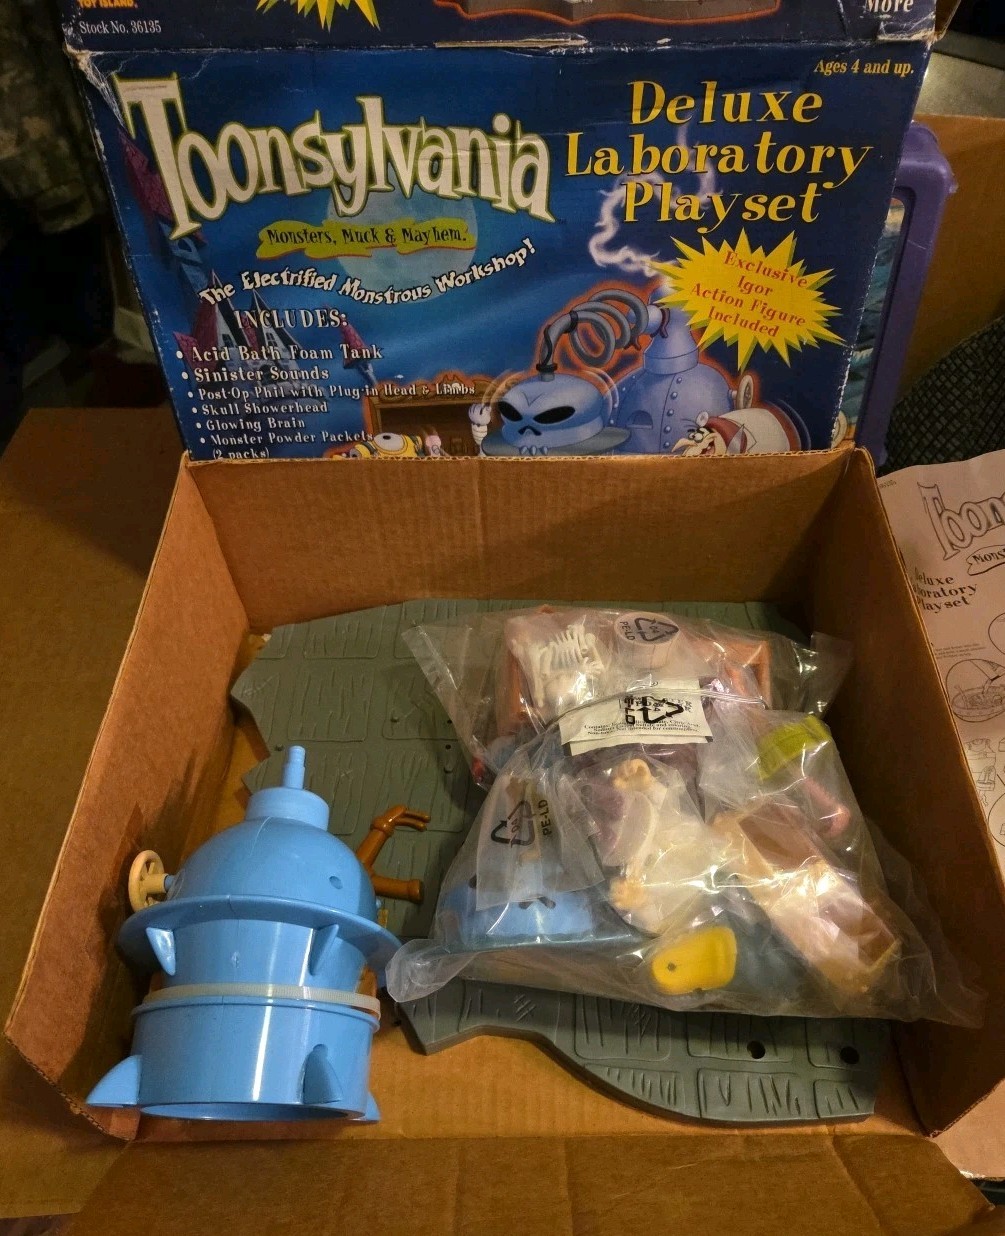 TOY ISLAND.
Stock No. 36135
More
Ages 4 and up.
Toonsylvania
Monsters, Muck & Mayhem.
The Electrified Monstrous Workshop!
Deluxe
Laboratory
Playset
Exclusive
Igor
Action Figure
Included
INCLUDES:
• Acid Bath Foam Tank
• Sinister Sounds
• Post-Op Phil with Plug-in Head & Limbs
• Skull Showerhead
• Glowing Brain
• Monster Powder Packets
(2 packs)
Toon
Mons
Deluxe
Laboratory
Playset
04
PE-LD
04
PE-LD